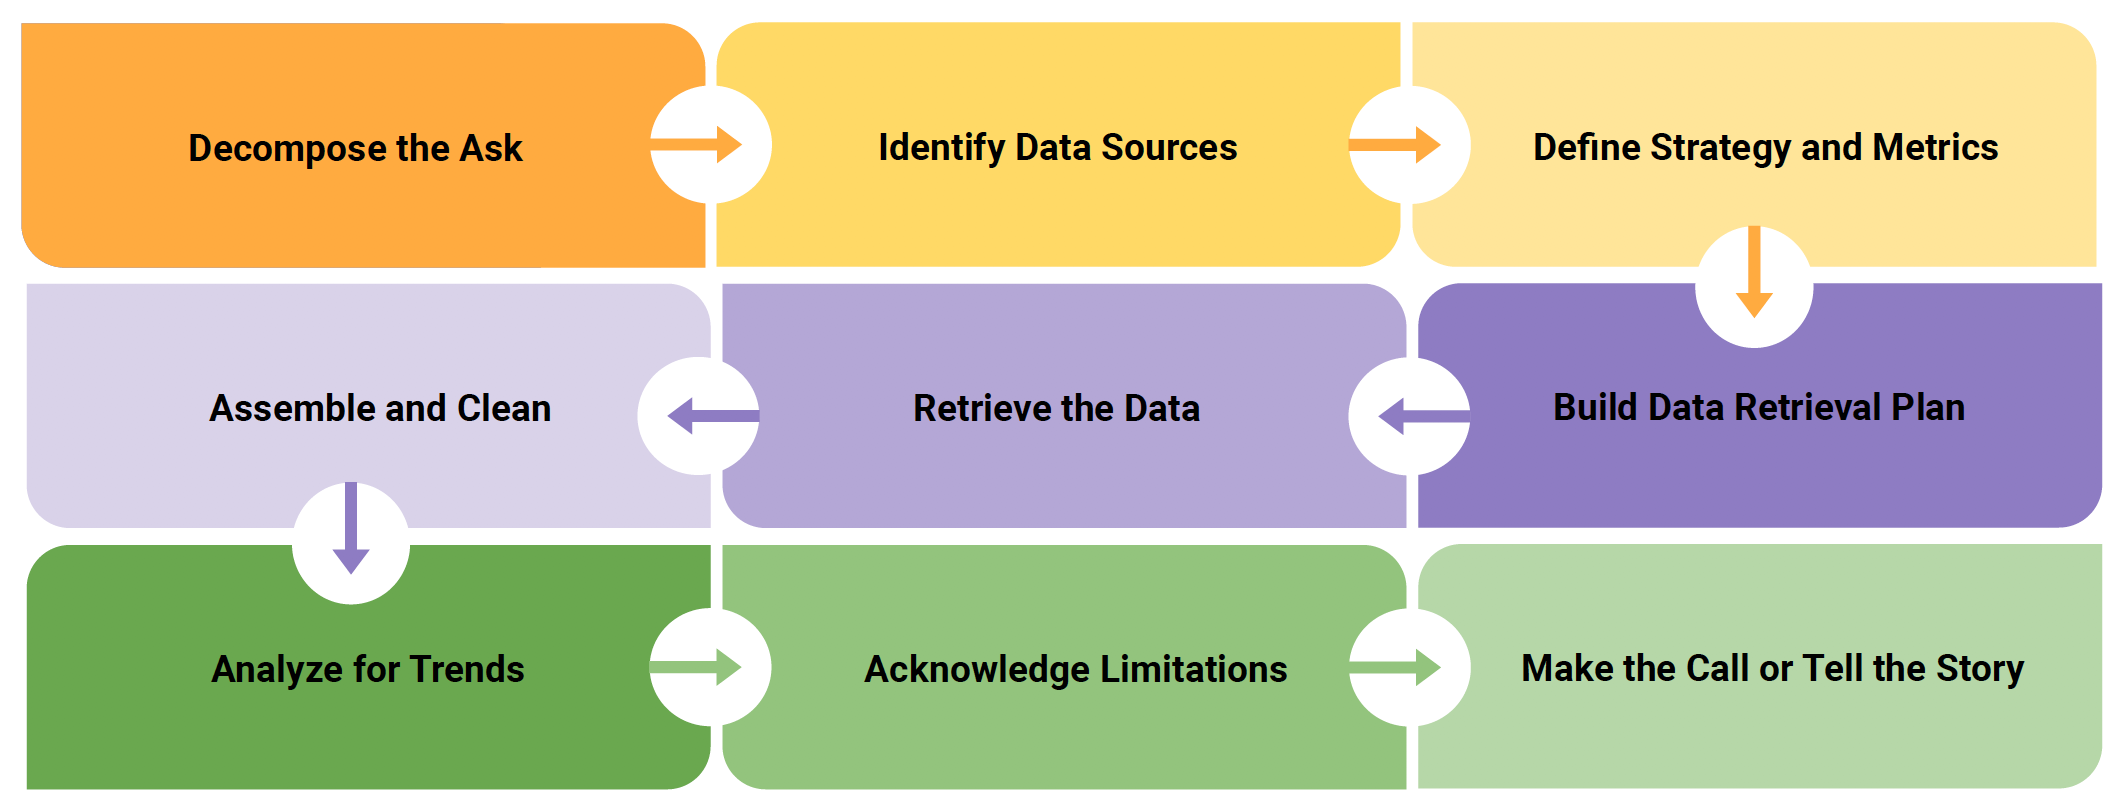 Decompose the Ask
Identify Data Sources
Define Strategy and Metrics
Assemble and Clean
Retrieve the Data
Build Data Retrieval Plan
Analyze for Trends
Acknowledge Limitations
Make the Call or Tell the Story